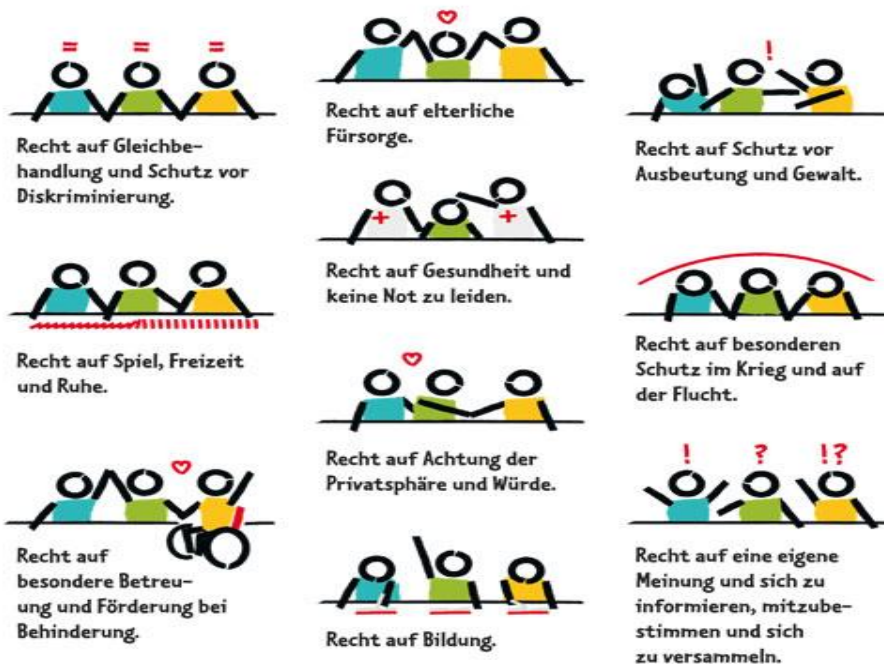 = = =
Recht auf Gleichbe-
handlung und Schutz vor
Diskriminierung.
Recht auf Spiel, Freizeit
und Ruhe.
Recht auf
besondere Betreu-
ung und Förderung bei
Behinderung.
Recht auf elterliche
Fürsorge.
+ +
Recht auf Gesundheit und
keine Not zu leiden.
Recht auf Achtung der
Privatsphäre und Würde.
Recht auf Bildung.
!
Recht auf Schutz vor
Ausbeutung und Gewalt.
Recht auf besonderen
Schutz im Krieg und auf
der Flucht.
! ? !?
Recht auf eine eigene
Meinung und sich zu
informieren, mitzube-
stimmen und sich
zu versammeln.